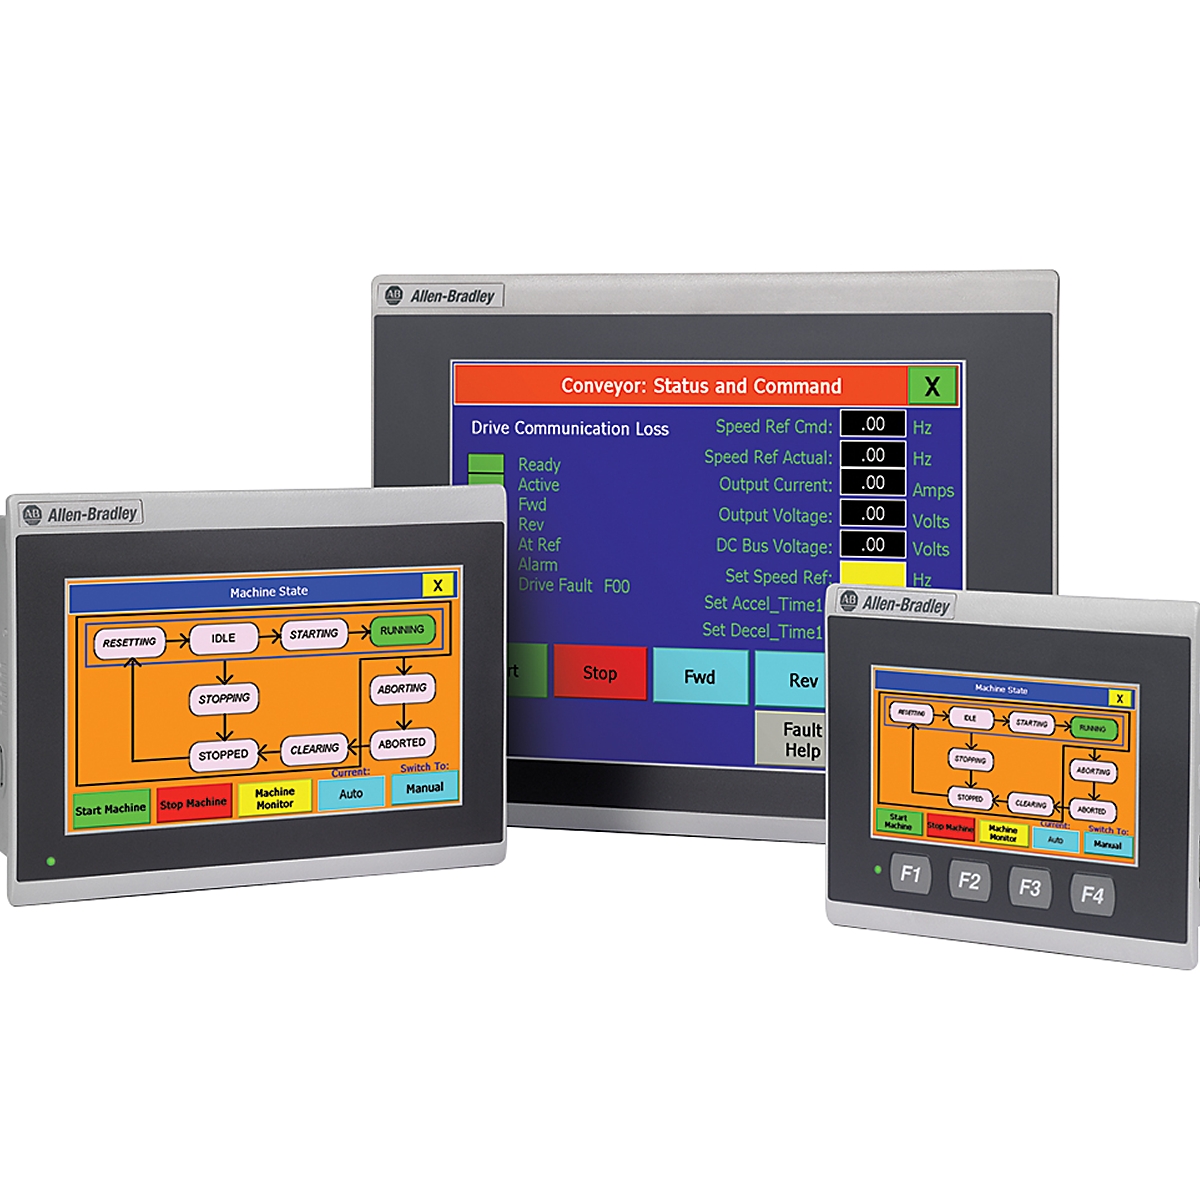 AB Allen-Bradley
Conveyor: Status and Command X
Drive Communication Loss
Ready
Active
Fwd
Rev
At Ref
Alarm
Drive Fault F00
Speed Ref Cmd: .00 Hz
Speed Ref Actual: .00 Hz
Output Current: .00 Amps
Output Voltage: .00 Volts
DC Bus Voltage: .00 Volts
Set Speed Ref: Hz
Set Accel_Time1
Set Decel_Time1
rt Stop Fwd Rev
Fault
Help
AB Allen-Bradley
Machine State X
RESETTING IDLE STARTING RUNNING
STOPPING ABORTING
STOPPED CLEARING ABORTED
Current: Switch To:
Start Machine Stop Machine Machine
Monitor Auto Manual
AB Allen-Bradley
Machine State X
RESETTING IDLE STARTING RUNNING
STOPPING ABORTING
STOPPED CLEARING ABORTED
Current: Switch To:
Start
Machine Stop Machine Machine
Monitor Auto Manual
F1 F2 F3 F4